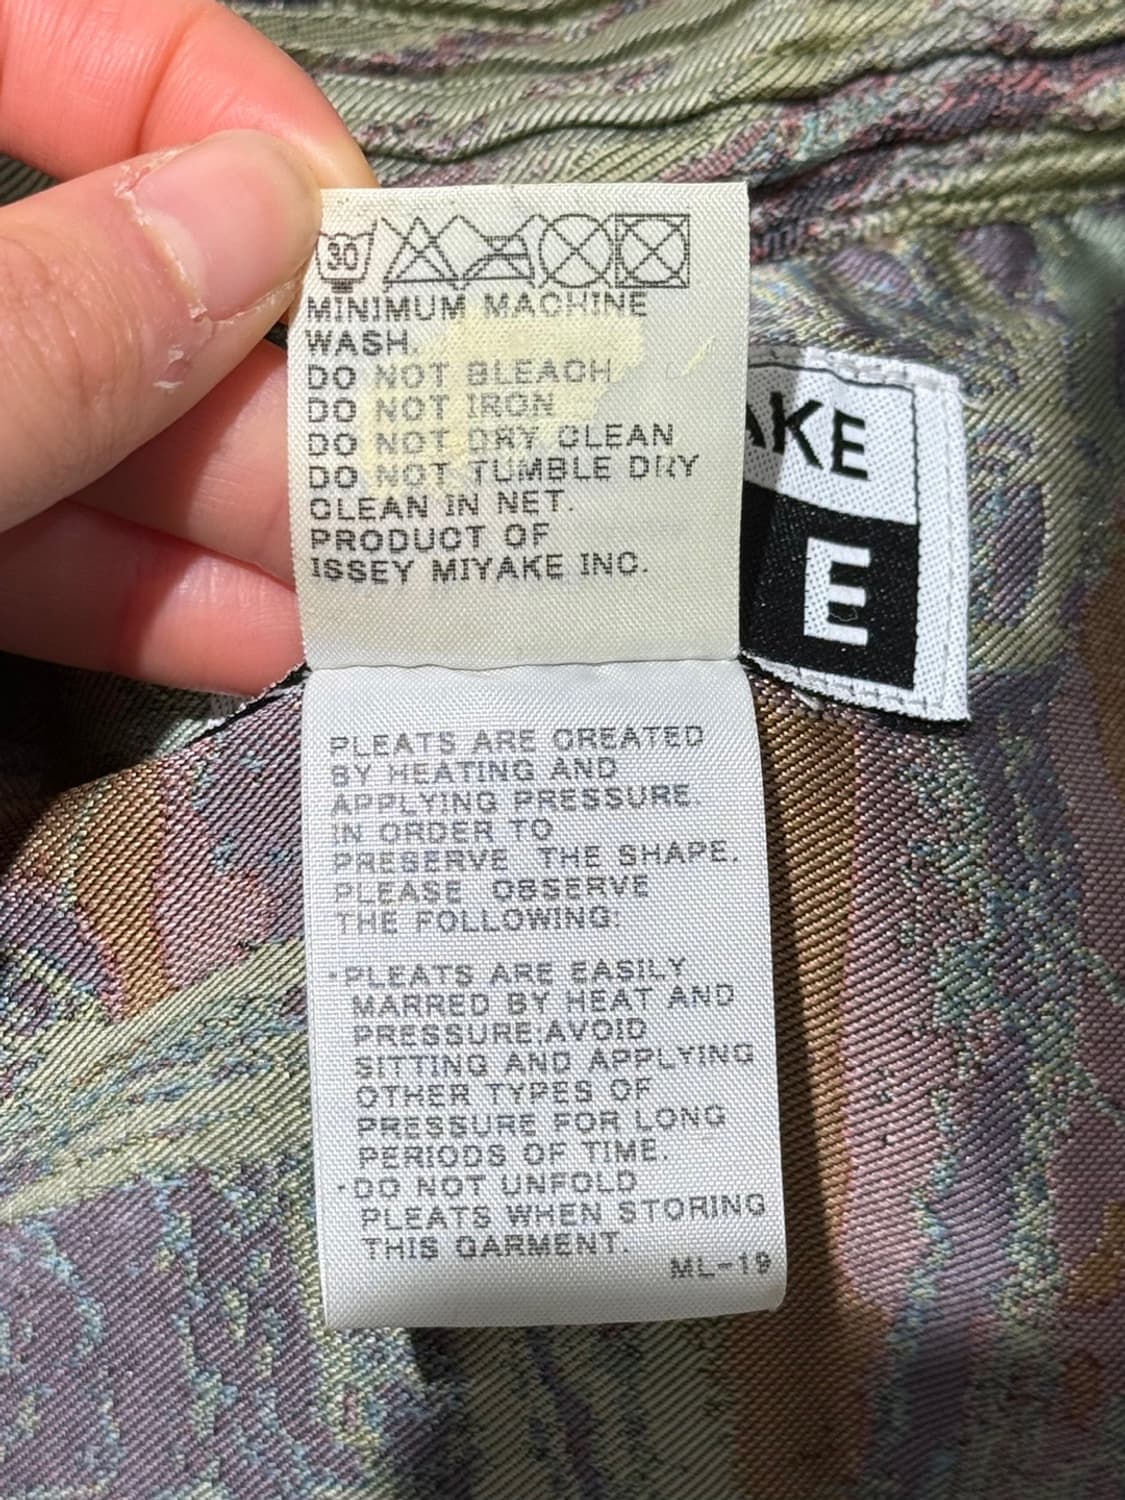 30
MINIMUM MACHINE
WASH.
DO NOT BLEACH
DO NOT IRON
DO NOT DRY CLEAN
DO NOT TUMBLE DRY
CLEAN IN NET.
PRODUCT OF
ISSEY MIYAKE INC.
AKE
E
PLEATS ARE CREATED
BY HEATING AND
APPLYING PRESSURE.
IN ORDER TO
PRESERVE THE SHAPE.
PLEASE OBSERVE
THE FOLLOWING:
•PLEATS ARE EASILY
MARRED BY HEAT AND
PRESSURE;AVOID
SITTING AND APPLYING
OTHER TYPES OF
PRESSURE FOR LONG
PERIODS OF TIME.
•DO NOT UNFOLD
PLEATS WHEN STORING
THIS GARMENT.
ML-19